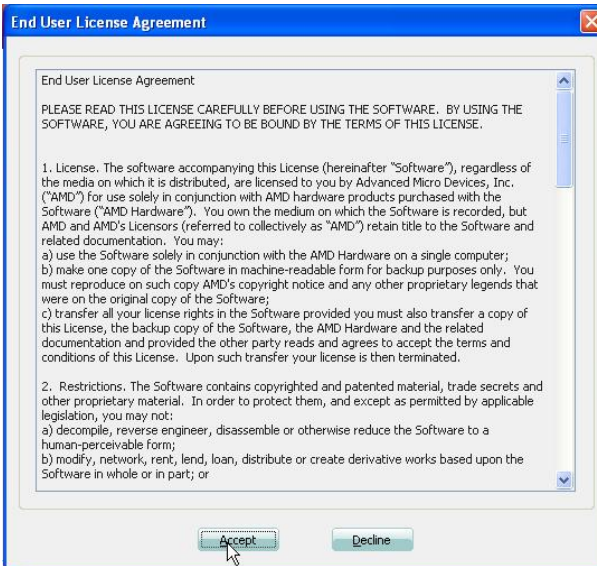 End User License Agreement
End User License Agreement
PLEASE READ THIS LICENSE CAREFULLY BEFORE USING THE SOFTWARE.  BY USING THE
SOFTWARE, YOU ARE AGREEING TO BE BOUND BY THE TERMS OF THIS LICENSE.
1. License. The software accompanying this License (hereinafter "Software"), regardless of
the media on which it is distributed, are licensed to you by Advanced Micro Devices, Inc.
("AMD") for use solely in conjunction with AMD hardware products purchased with the
Software ("AMD Hardware").  You own the medium on which the Software is recorded, but
AMD and AMD's Licensors (referred to collectively as "AMD") retain title to the Software and
related documentation.  You may:
a) use the Software solely in conjunction with the AMD Hardware on a single computer;
b) make one copy of the Software in machine-readable form for backup purposes only.  You
must reproduce on such copy AMD's copyright notice and any other proprietary legends that
were on the original copy of the Software;
c) transfer all your license rights in the Software provided you must also transfer a copy of
this License, the backup copy of the Software, the AMD Hardware and the related
documentation and provided the other party reads and agrees to accept the terms and
conditions of this License.  Upon such transfer your license is then terminated.
2.  Restrictions. The Software contains copyrighted and patented material, trade secrets and
other proprietary material.  In order to protect them, and except as permitted by applicable
legislation, you may not:
a) decompile, reverse engineer, disassemble or otherwise reduce the Software to a
human-perceivable form;
b) modify, network, rent, lend, loan, distribute or create derivative works based upon the
Software in whole or in part; or
Accept
Decline